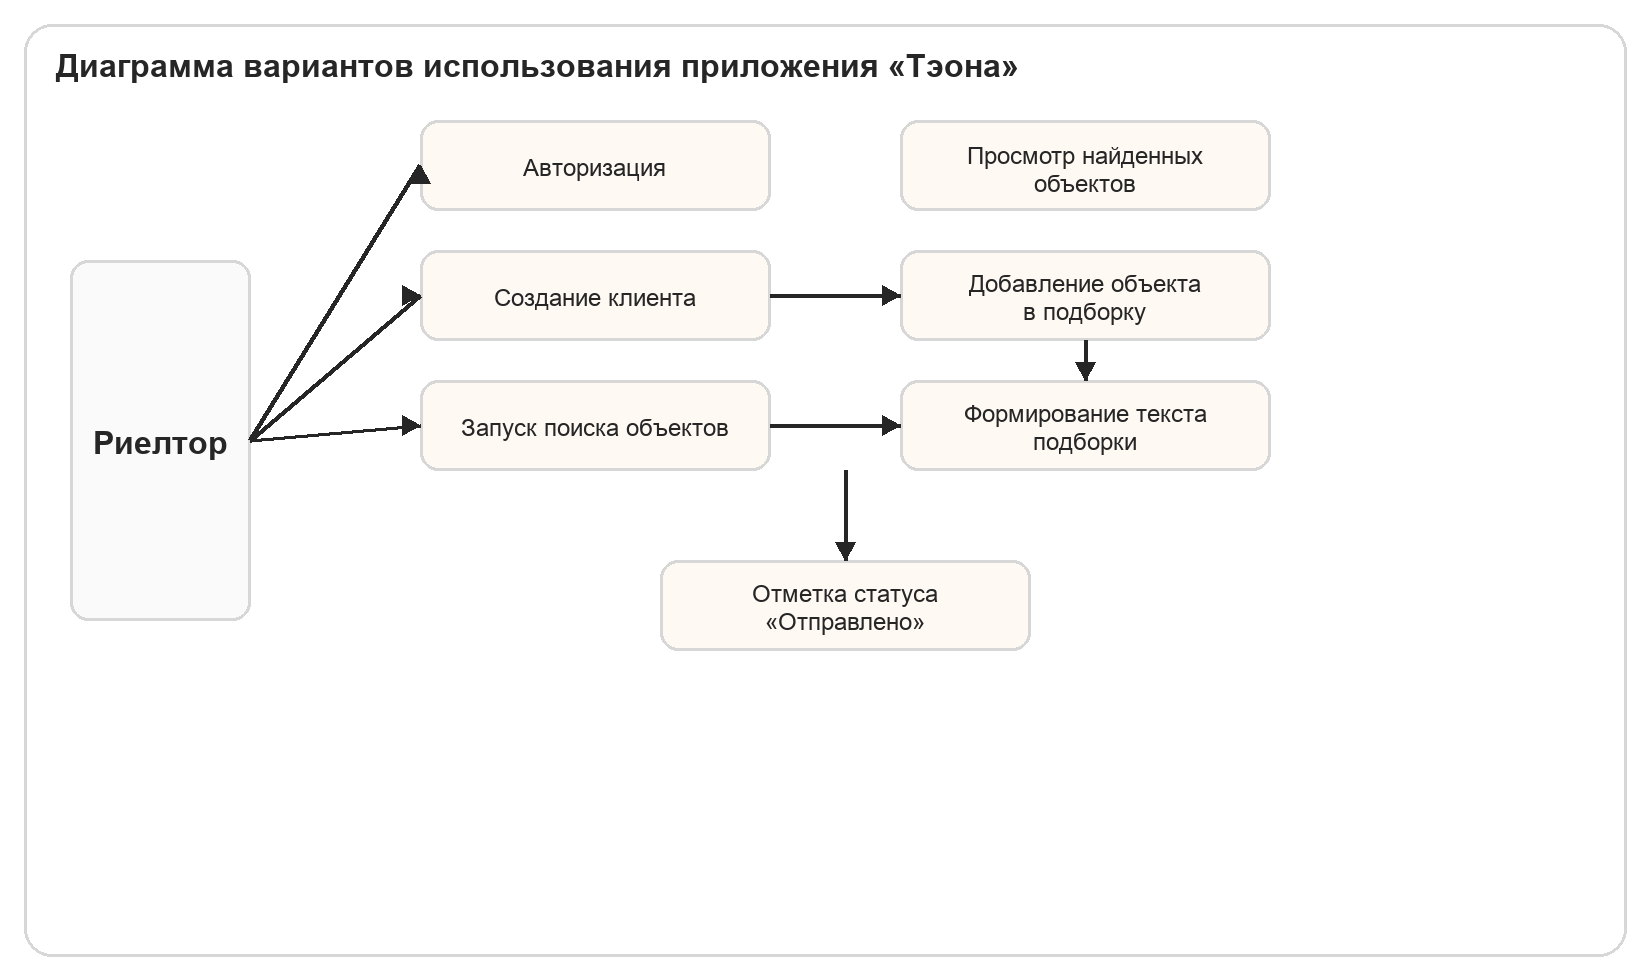 Диаграмма вариантов использования приложения «Тэона»
Авторизация
Просмотр найденных
объектов
Создание клиента
Добавление объекта
в подборку
Риелтор
Запуск поиска объектов
Формирование текста
подборки
Отметка статуса
«Отправлено»